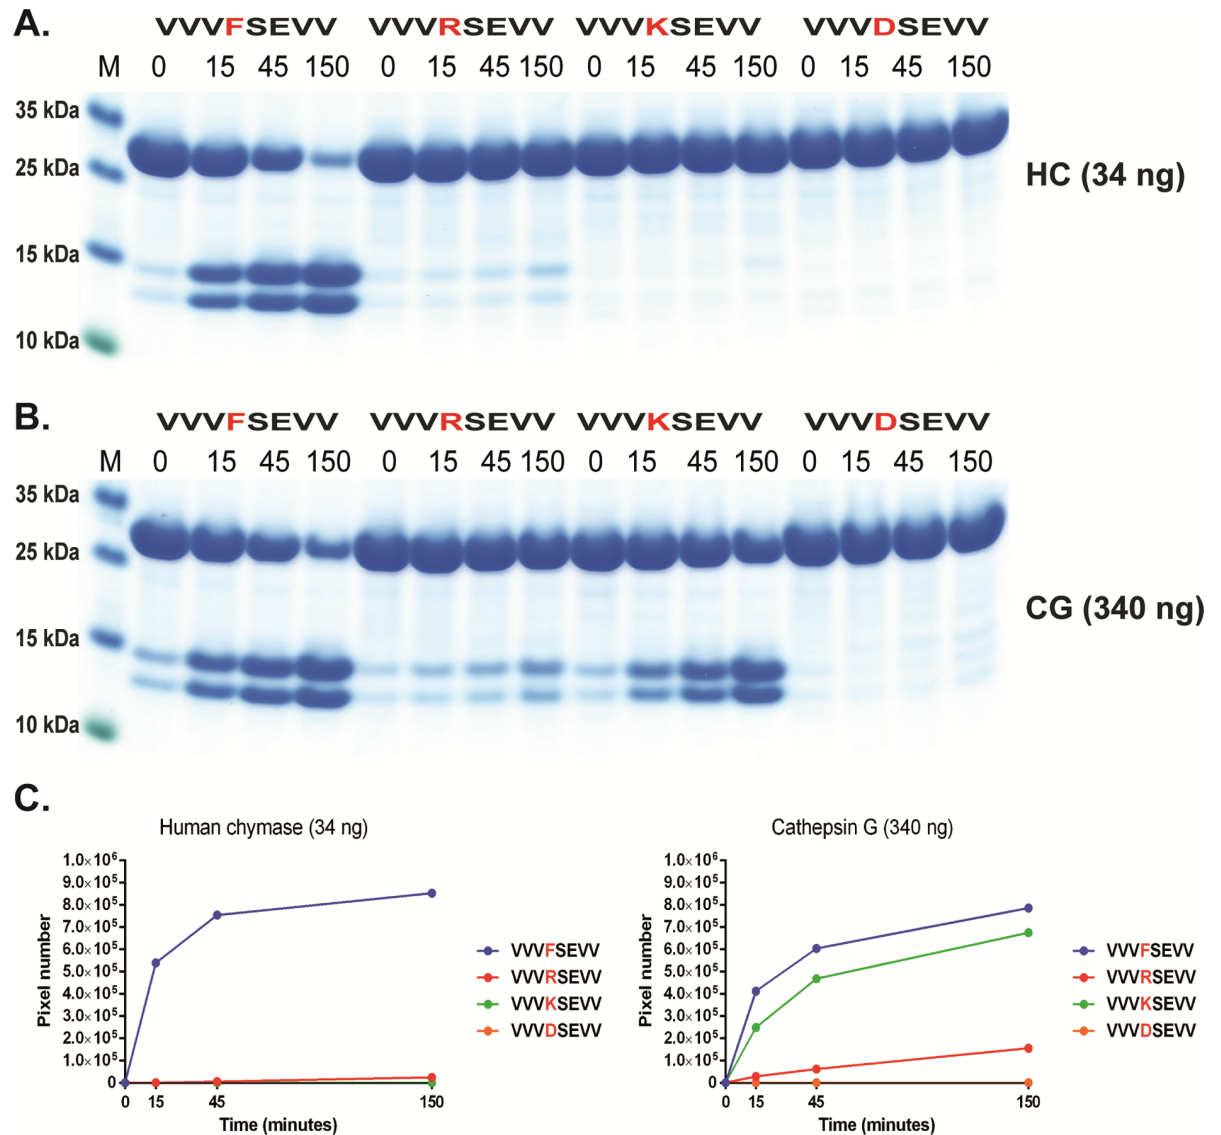 A.
VVVFSEVV VVVRSEVV VVVKSEVV VVVDSEVV
M 0 15 45 150 0 15 45 150 0 15 45 150 0 15 45 150
35 kDa
25 kDa
HC (34 ng)
15 kDa
10 kDa
B.
VVVFSEVV VVVRSEVV VVVKSEVV VVVDSEVV
M 0 15 45 150 0 15 45 150 0 15 45 150 0 15 45 150
35 kDa
25 kDa
CG (340 ng)
15 kDa
10 kDa
C.
Human chymase (34 ng)
1.0×10⁶
9.0×10⁵
8.0×10⁵
7.0×10⁵
6.0×10⁵
5.0×10⁵
4.0×10⁵
3.0×10⁵
2.0×10⁵
1.0×10⁵
0
Pixel number
0 15 45 150
Time (minutes)
VVVFSEVV
VVVRSEVV
VVVKSEVV
VVVDSEVV
Cathepsin G (340 ng)
1.0×10⁶
9.0×10⁵
8.0×10⁵
7.0×10⁵
6.0×10⁵
5.0×10⁵
4.0×10⁵
3.0×10⁵
2.0×10⁵
1.0×10⁵
0
Pixel number
0 15 45 150
Time (minutes)
VVVFSEVV
VVVRSEVV
VVVKSEVV
VVVDSEVV